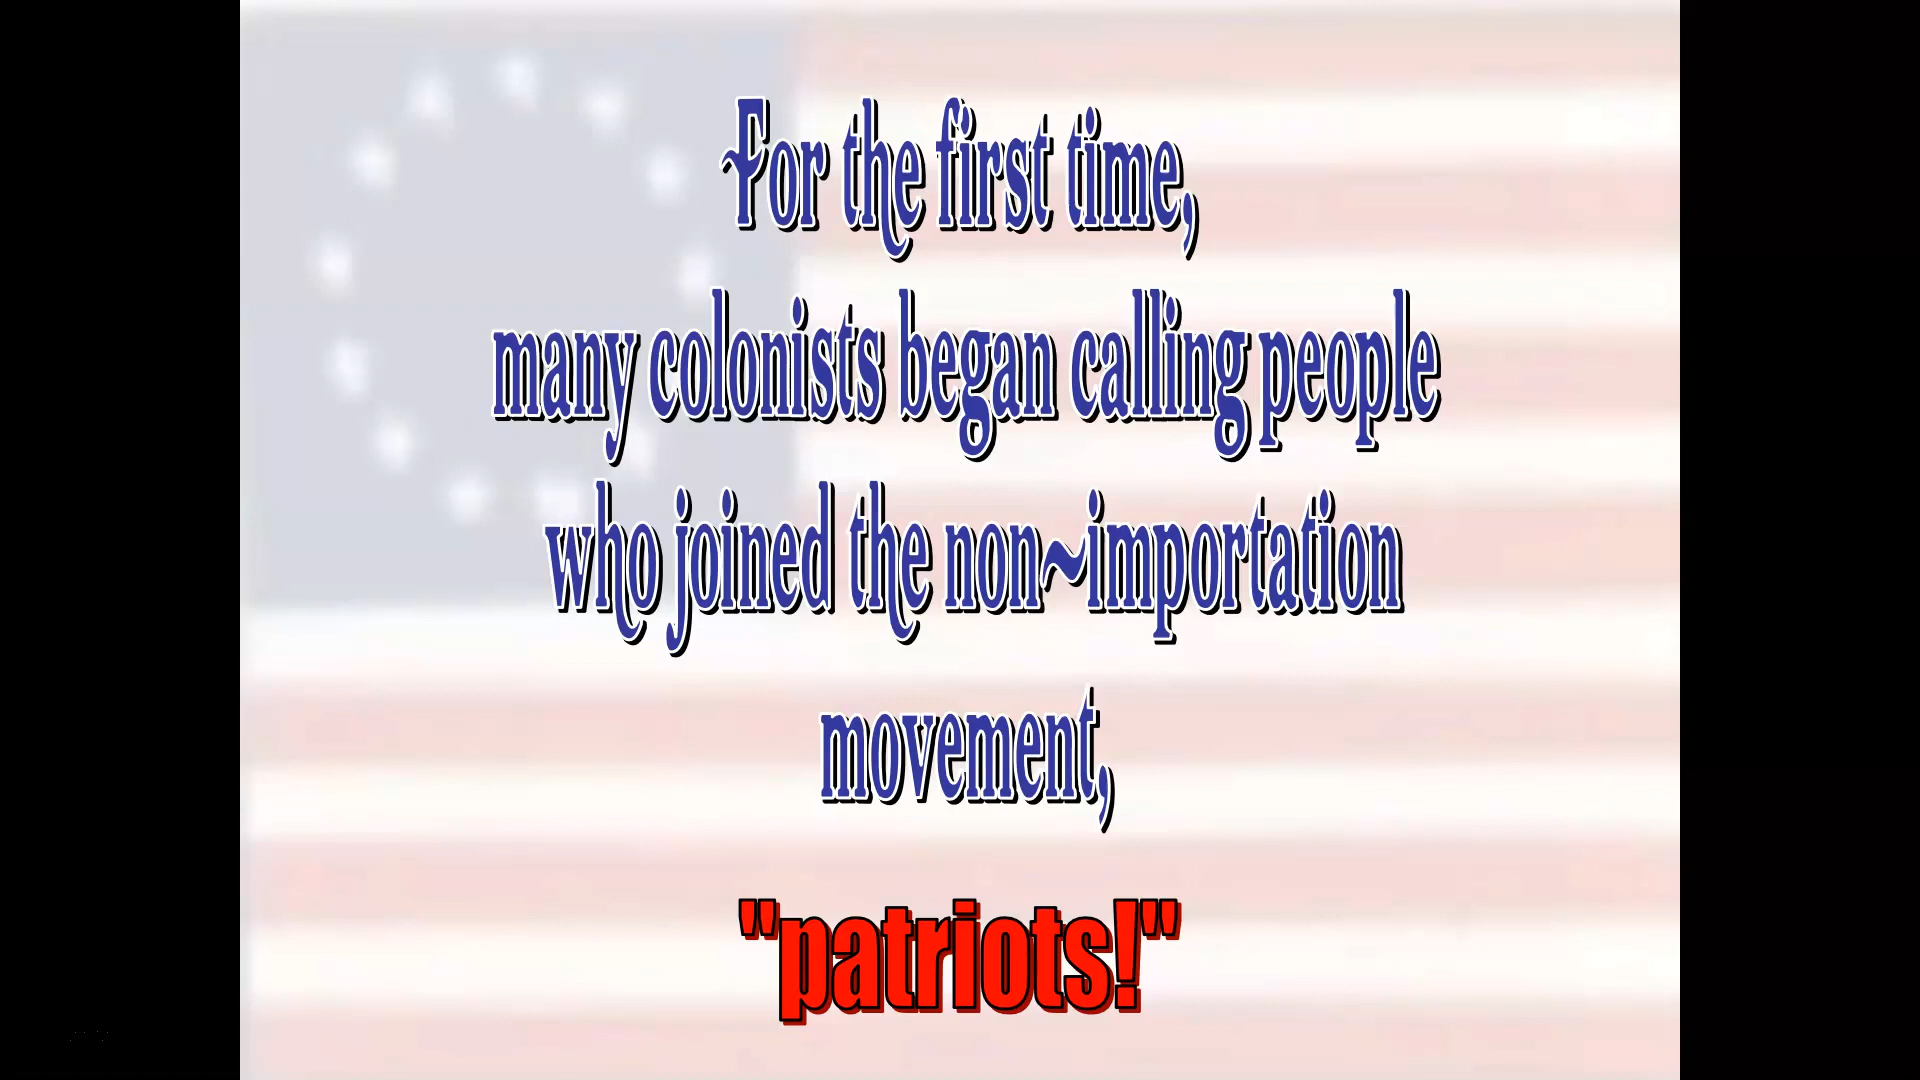 For the first time,
many colonists began calling people
who joined the non~importation
movement,
"patriots!"